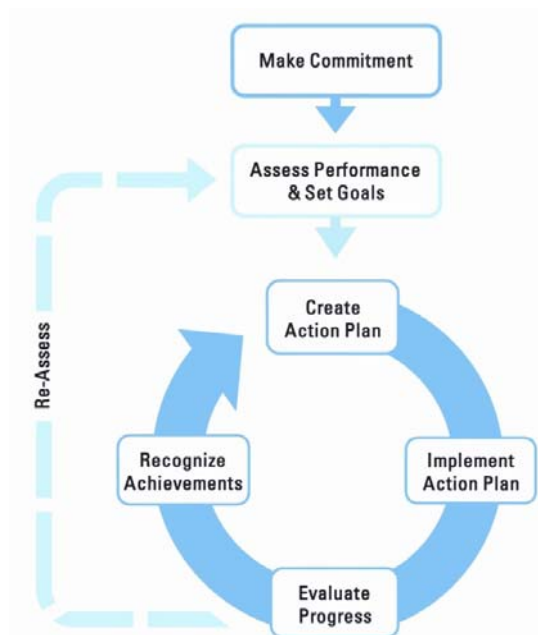 Make Commitment
Assess Performance
& Set Goals
Create
Action Plan
Re-Assess
Recognize
Achievements
Implement
Action Plan
Evaluate
Progress